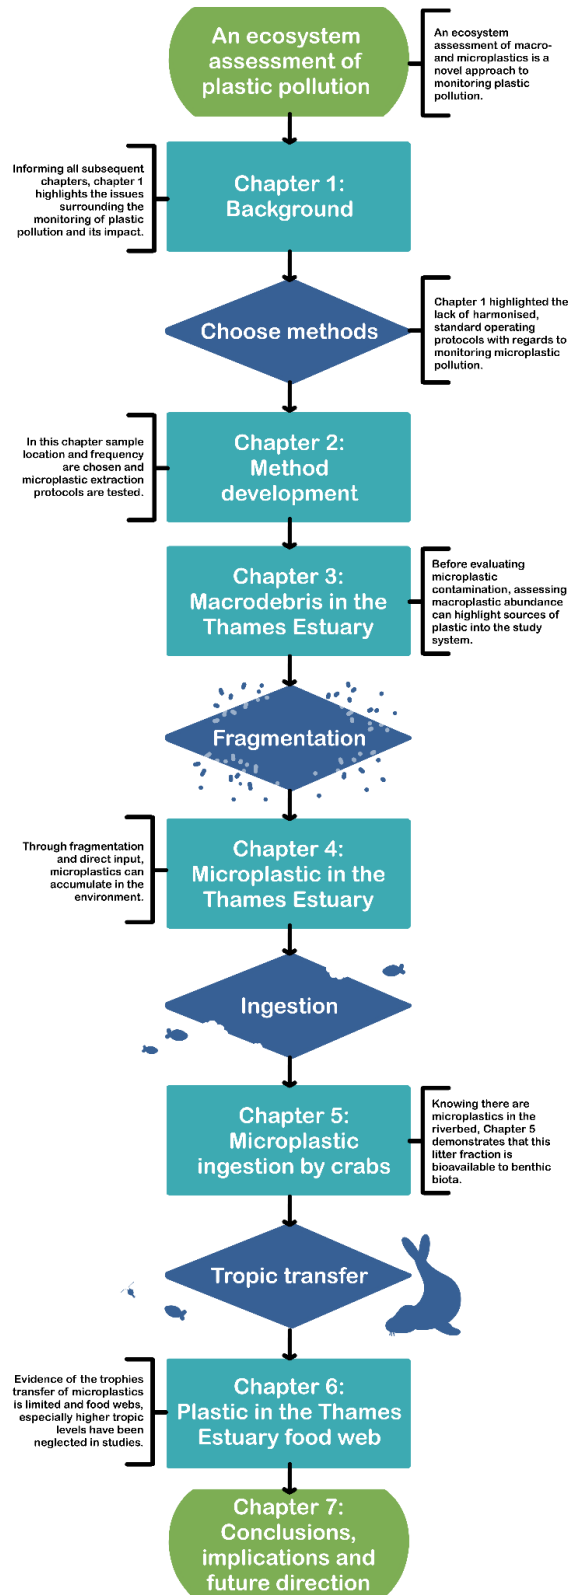 An ecosystem
assessment of
plastic pollution
An ecosystem
assessment of macro-
and microplastics is a
novel approach to
monitoring plastic
pollution.
Informing all subsequent
chapters, chapter 1
highlights the issues
surrounding the
monitoring of plastic
pollution and its impact.
Chapter 1:
Background
Choose methods
Chapter 1 highlighted the
lack of harmonised,
standard operating
protocols with regards to
monitoring microplastic
pollution.
In this chapter sample
location and frequency
are chosen and
microplastic extraction
protocols are tested.
Chapter 2:
Method
development
Chapter 3:
Macrodebris in the
Thames Estuary
Before evaluating
microplastic
contamination, assessing
macroplastic abundance
can highlight sources of
plastic into the study
system.
Fragmentation
Through fragmentation
and direct input,
microplastics can
accumulate in the
environment.
Chapter 4:
Microplastic in the
Thames Estuary
Ingestion
Chapter 5:
Microplastic
ingestion by crabs
Knowing there are
microplastics in the
riverbed, Chapter 5
demonstrates that this
litter fraction is
bioavailable to benthic
biota.
Tropic transfer
Evidence of the trophies
transfer of microplastics
is limited and food webs,
especially higher tropic
levels have been
neglected in studies.
Chapter 6:
Plastic in the Thames
Estuary food web
Chapter 7:
Conclusions,
implications and
future direction